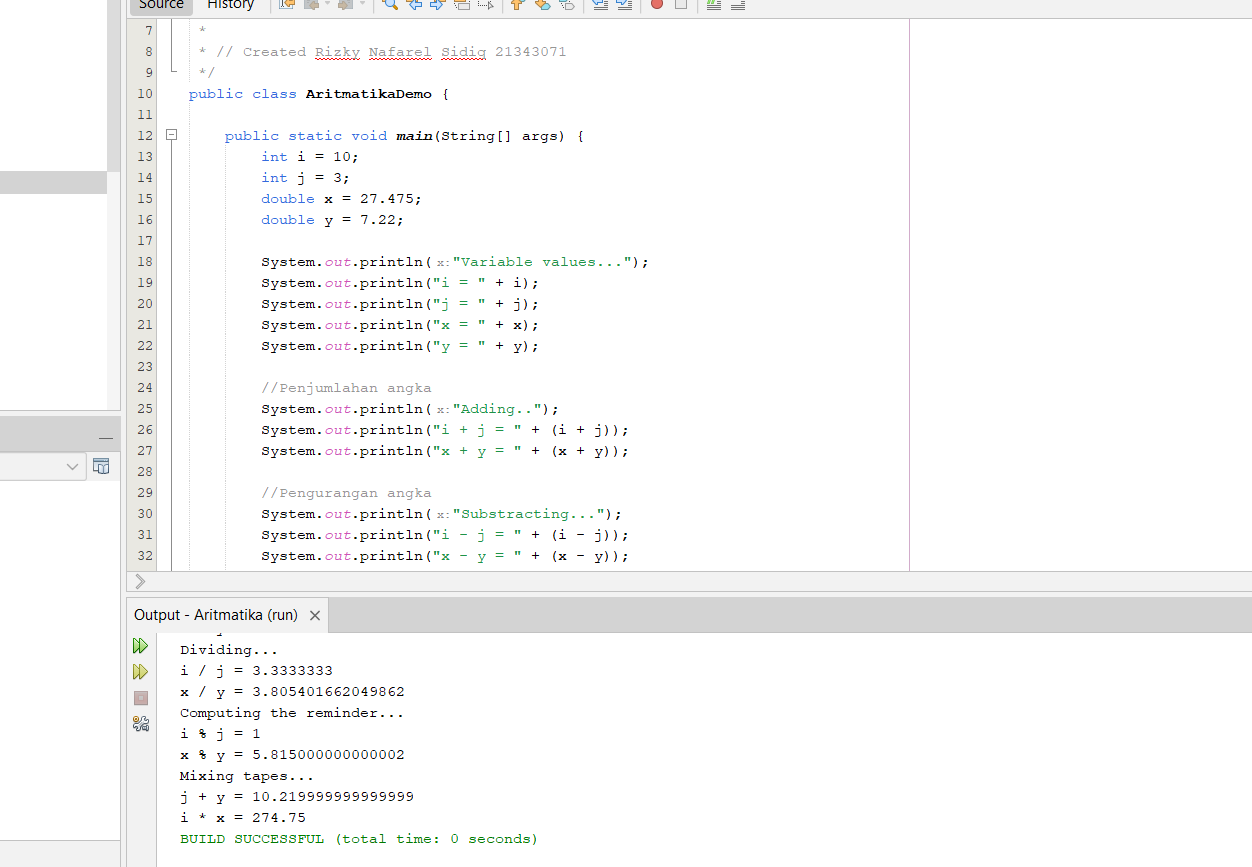 Source History
7 *
8 * // Created Rizky Nafarel Sidiq 21343071
9 */
10 public class AritmatikaDemo {
11
12 public static void main(String[] args) {
13 int i = 10;
14 int j = 3;
15 double x = 27.475;
16 double y = 7.22;
17
18 System.out.println( x: "Variable values...");
19 System.out.println("i = " + i);
20 System.out.println("j = " + j);
21 System.out.println("x = " + x);
22 System.out.println("y = " + y);
23
24 //Penjumlahan angka
25 System.out.println( x: "Adding..");
26 System.out.println("i + j = " + (i + j));
27 System.out.println("x + y = " + (x + y));
28
29 //Pengurangan angka
30 System.out.println( x: "Substracting...");
31 System.out.println("i - j = " + (i - j));
32 System.out.println("x - y = " + (x - y));
Output - Aritmatika (run)
Dividing...
i / j = 3.3333333
x / y = 3.805401662049862
Computing the reminder...
i % j = 1
x % y = 5.815000000000002
Mixing tapes...
j + y = 10.219999999999999
i * x = 274.75
BUILD SUCCESSFUL (total time: 0 seconds)